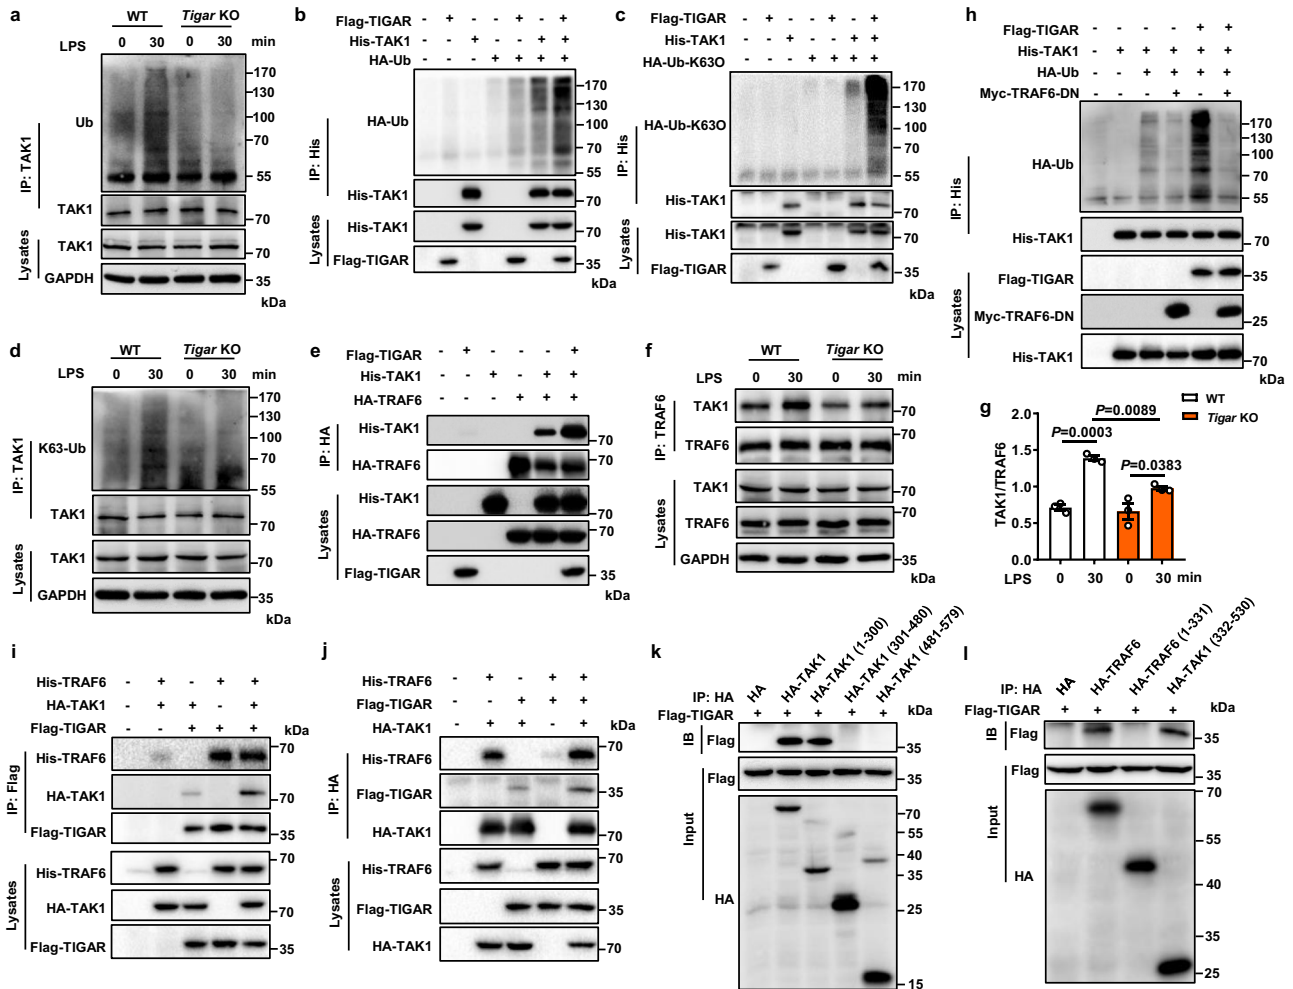 a
WT
Tigar KO
LPS
0
30
0
30
min
IP: TAK1
Ub
170
130
100
70
55
TAK1
70
Lysates
TAK1
70
GAPDH
35
kDa
b
Flag-TIGAR - + - - + - +
His-TAK1 - - + - - + +
HA-Ub - - - + + + +
IP: His
HA-Ub
170
130
100
70
55
His-TAK1
70
Lysates
His-TAK1
70
Flag-TIGAR
35
kDa
c
Flag-TIGAR - + - - + - +
His-TAK1 - - + - - + +
HA-Ub-K63O - - - + + + +
IP: His
HA-Ub-K63O
170
130
100
70
55
His-TAK1
70
Lysates
His-TAK1
70
Flag-TIGAR
35
kDa
h
Flag-TIGAR - - - - + +
His-TAK1 - + + + + +
HA-Ub - - + + + +
Myc-TRAF6-DN - - - + - +
IP: His
HA-Ub
170
130
100
70
55
His-TAK1
70
Lysates
Flag-TIGAR
35
Myc-TRAF6-DN
25
His-TAK1
70
kDa
d
WT
Tigar KO
LPS
0
30
0
30
min
IP: TAK1
K63-Ub
170
130
100
70
55
TAK1
70
Lysates
TAK1
70
GAPDH
35
kDa
e
Flag-TIGAR - + - - - +
His-TAK1 - - + - + +
HA-TRAF6 - - - + + +
IP: HA
His-TAK1
70
HA-TRAF6
70
Lysates
His-TAK1
70
HA-TRAF6
70
Flag-TIGAR
35
kDa
f
WT
Tigar KO
LPS
0
30
0
30
min
IP: TRAF6
TAK1
70
TRAF6
70
Lysates
TAK1
70
TRAF6
70
GAPDH
35
kDa
g
WT
Tigar KO
TAK1/TRAF6
2.0
1.5
1.0
0.5
0.0
P=0.0003
P=0.0089
P=0.0383
LPS
0
30
0
30
min
i
His-TRAF6 - + - + +
HA-TAK1 - + + - +
Flag-TIGAR - - + + +
kDa
IP: Flag
His-TRAF6
70
HA-TAK1
70
Flag-TIGAR
35
Lysates
His-TRAF6
70
HA-TAK1
70
Flag-TIGAR
35
j
His-TRAF6 - + - + +
Flag-TIGAR - - + + +
HA-TAK1 - + + - +
kDa
IP: HA
His-TRAF6
70
Flag-TIGAR
35
HA-TAK1
70
Lysates
His-TRAF6
70
Flag-TIGAR
35
HA-TAK1
70
k
IP: HA
HA
HA-TAK1
HA-TAK1 (1-300)
HA-TAK1 (301-480)
HA-TAK1 (481-579)
Flag-TIGAR + + + + +
kDa
IB
Flag
35
Input
Flag
35
HA
70
55
40
35
25
15
l
IP: HA
HA
HA-TRAF6
HA-TRAF6 (1-331)
HA-TAK1 (332-530)
Flag-TIGAR + + + +
kDa
IB
Flag
35
Input
Flag
35
HA
70
55
40
35
25